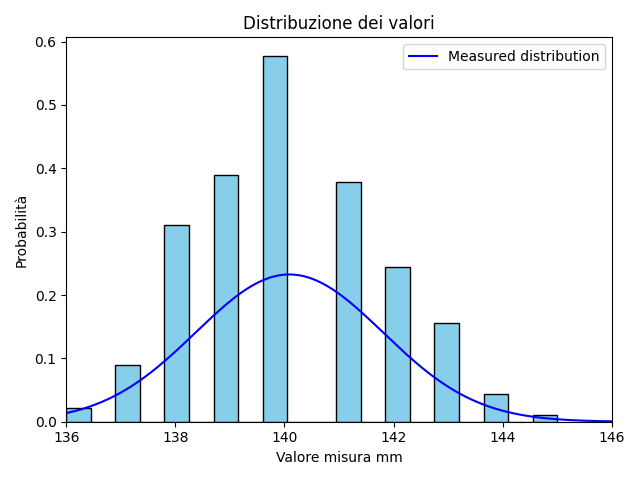 Distribuzione dei valori
Measured distribution
0.6
0.5
0.4
0.3
0.2
0.1
0.0
Probabilità
136 138 140 142 144 146
Valore misura mm